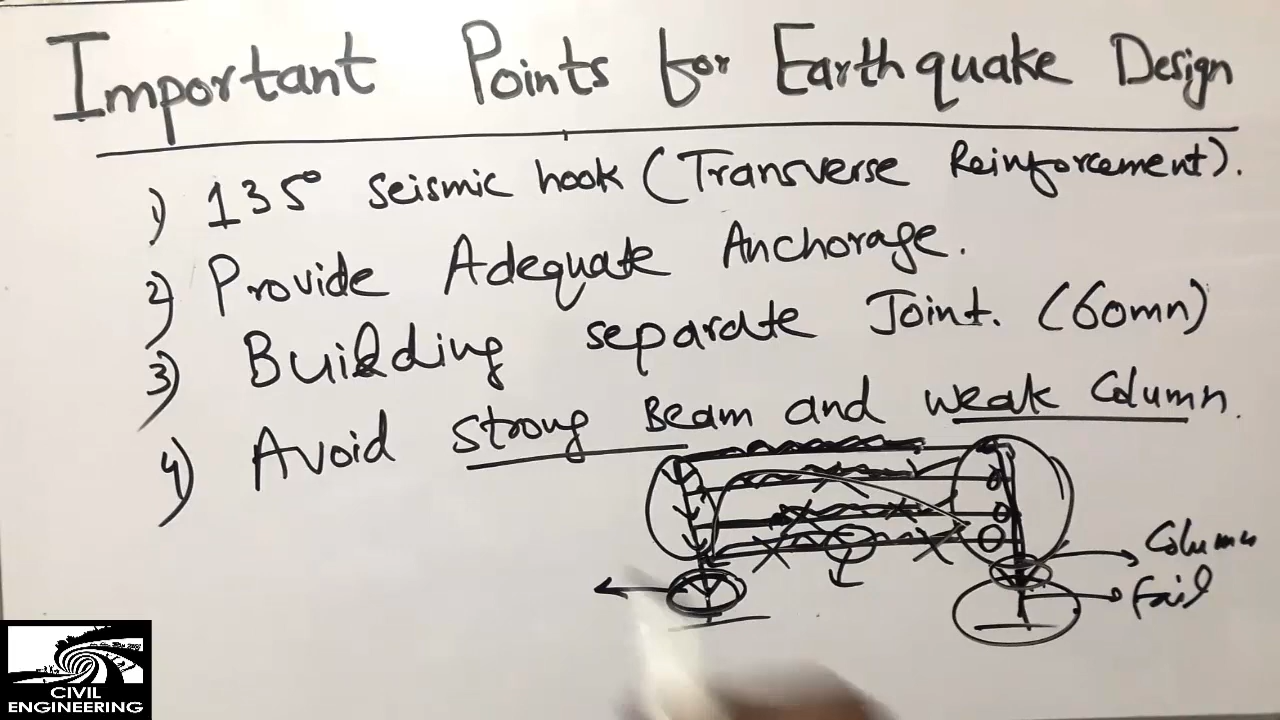 Important Points for Earthquake Design
1) 135° seismic hook (Transverse Reinforcement).
2) Provide Adequate Anchorage.
3) Building separate Joint. (60mn)
4) Avoid strong Beam and weak Column.
Column
Fail
CIVIL
ENGINEERING